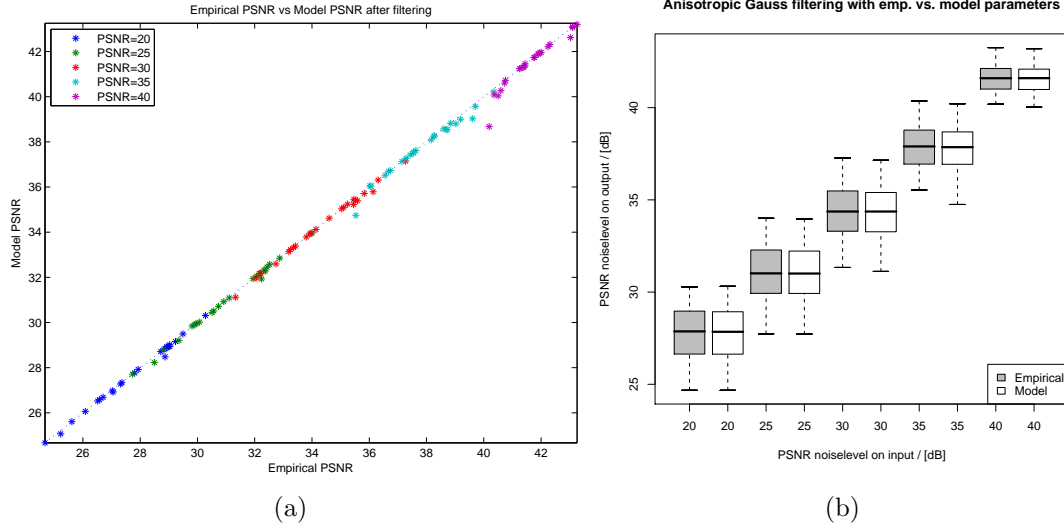 Empirical PSNR vs Model PSNR after filtering
Model PSNR
42
40
38
36
34
32
30
28
26
PSNR=20
PSNR=25
PSNR=30
PSNR=35
PSNR=40
26 28 30 32 34 36 38 40 42
Empirical PSNR
(a)
Anisotropic Gauss filtering with emp. vs. model parameters
PSNR noiselevel on output / [dB]
40
35
30
25
Empirical
Model
20 20 25 25 30 30 35 35 40 40
PSNR noiselevel on input / [dB]
(b)